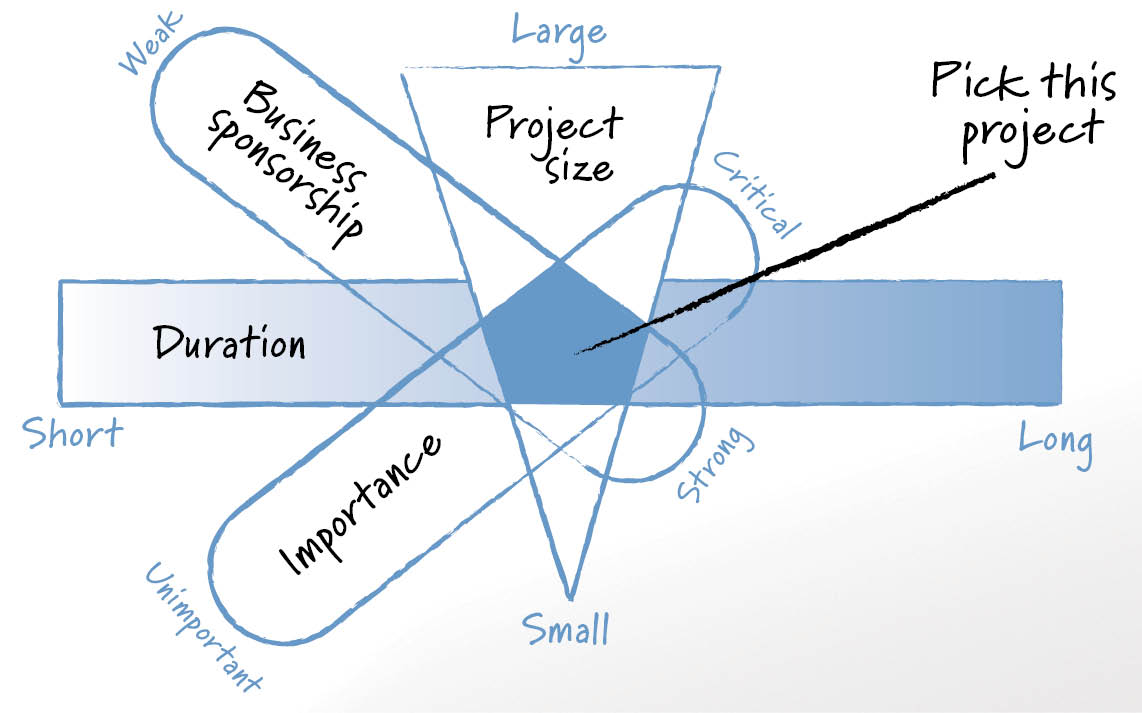 Large
Weak
Business
sponsorship
Project
size
Pick this
project
Critical
Duration
Short
Long
Importance
Strong
Unimportant
Small